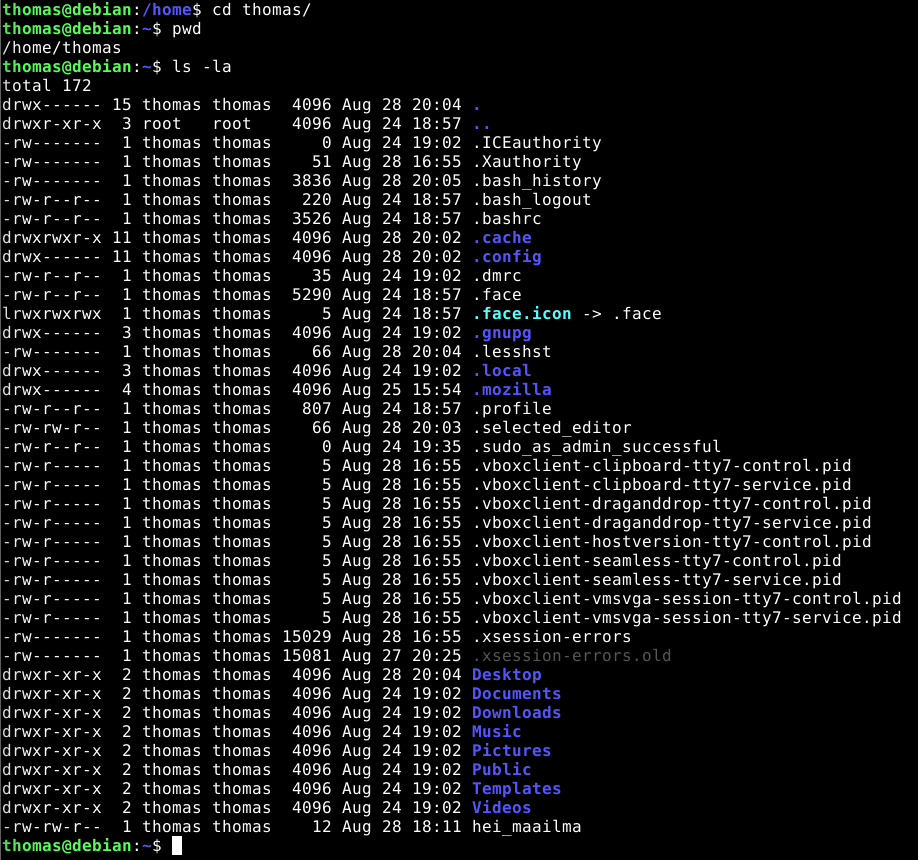 thomas@debian:/home$ cd thomas/
thomas@debian:~$ pwd
/home/thomas
thomas@debian:~$ ls -la
total 172
drwx------ 15 thomas thomas  4096 Aug 28 20:04 .
drwxr-xr-x  3 root   root    4096 Aug 24 18:57 ..
-rw-------  1 thomas thomas     0 Aug 24 19:02 .ICEauthority
-rw-------  1 thomas thomas    51 Aug 28 16:55 .Xauthority
-rw-------  1 thomas thomas  3836 Aug 28 20:05 .bash_history
-rw-r--r--  1 thomas thomas   220 Aug 24 18:57 .bash_logout
-rw-r--r--  1 thomas thomas  3526 Aug 24 18:57 .bashrc
drwxrwxr-x 11 thomas thomas  4096 Aug 28 20:02 .cache
drwx------ 11 thomas thomas  4096 Aug 28 20:02 .config
-rw-r--r--  1 thomas thomas    35 Aug 24 19:02 .dmrc
-rw-r--r--  1 thomas thomas  5290 Aug 24 18:57 .face
lrwxrwxrwx  1 thomas thomas     5 Aug 24 18:57 .face.icon -> .face
drwx------  3 thomas thomas  4096 Aug 24 19:02 .gnupg
-rw-------  1 thomas thomas    66 Aug 28 20:04 .lesshst
drwx------  3 thomas thomas  4096 Aug 24 19:02 .local
drwx------  4 thomas thomas  4096 Aug 25 15:54 .mozilla
-rw-r--r--  1 thomas thomas   807 Aug 24 18:57 .profile
-rw-rw-r--  1 thomas thomas    66 Aug 28 20:03 .selected_editor
-rw-r--r--  1 thomas thomas     0 Aug 24 19:35 .sudo_as_admin_successful
-rw-r-----  1 thomas thomas     5 Aug 28 16:55 .vboxclient-clipboard-tty7-control.pid
-rw-r-----  1 thomas thomas     5 Aug 28 16:55 .vboxclient-clipboard-tty7-service.pid
-rw-r-----  1 thomas thomas     5 Aug 28 16:55 .vboxclient-draganddrop-tty7-control.pid
-rw-r-----  1 thomas thomas     5 Aug 28 16:55 .vboxclient-draganddrop-tty7-service.pid
-rw-r-----  1 thomas thomas     5 Aug 28 16:55 .vboxclient-hostversion-tty7-control.pid
-rw-r-----  1 thomas thomas     5 Aug 28 16:55 .vboxclient-seamless-tty7-control.pid
-rw-r-----  1 thomas thomas     5 Aug 28 16:55 .vboxclient-seamless-tty7-service.pid
-rw-r-----  1 thomas thomas     5 Aug 28 16:55 .vboxclient-vmsvga-session-tty7-control.pid
-rw-r-----  1 thomas thomas     5 Aug 28 16:55 .vboxclient-vmsvga-session-tty7-service.pid
-rw-------  1 thomas thomas 15029 Aug 28 16:55 .xsession-errors
-rw-------  1 thomas thomas 15081 Aug 27 20:25 .xsession-errors.old
drwxr-xr-x  2 thomas thomas  4096 Aug 28 20:04 Desktop
drwxr-xr-x  2 thomas thomas  4096 Aug 24 19:02 Documents
drwxr-xr-x  2 thomas thomas  4096 Aug 24 19:02 Downloads
drwxr-xr-x  2 thomas thomas  4096 Aug 24 19:02 Music
drwxr-xr-x  2 thomas thomas  4096 Aug 24 19:02 Pictures
drwxr-xr-x  2 thomas thomas  4096 Aug 24 19:02 Public
drwxr-xr-x  2 thomas thomas  4096 Aug 24 19:02 Templates
drwxr-xr-x  2 thomas thomas  4096 Aug 24 19:02 Videos
-rw-rw-r--  1 thomas thomas    12 Aug 28 18:11 hei_maailma
thomas@debian:~$